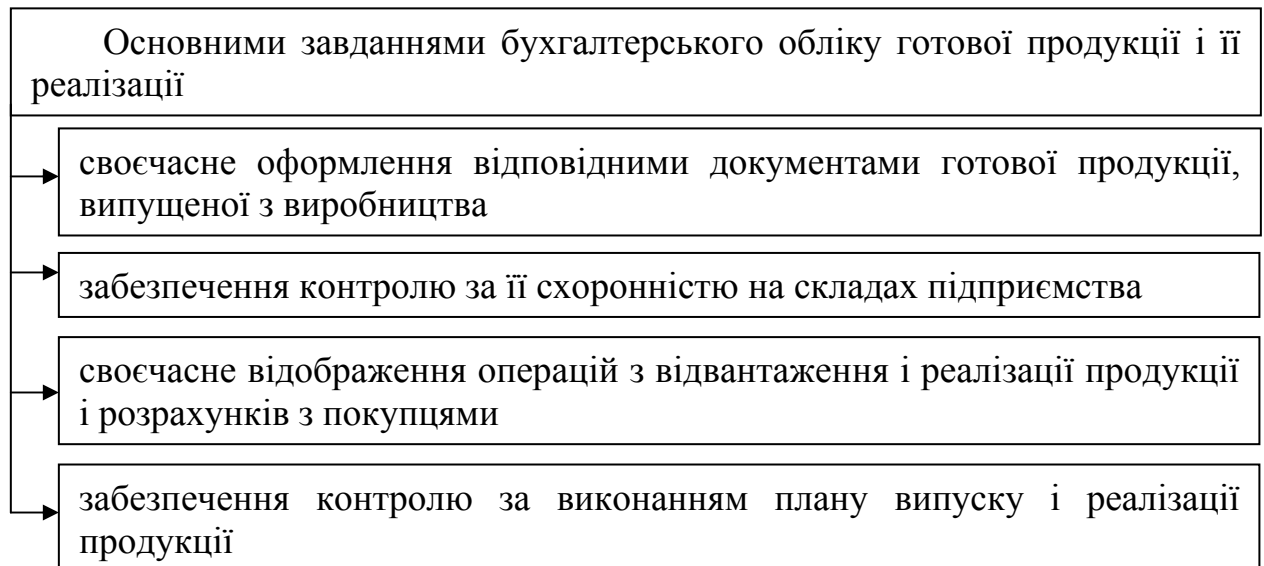 Основними завданнями бухгалтерського обліку готової продукції і її
реалізації
своєчасне оформлення відповідними документами готової продукції,
випущеної з виробництва
забезпечення контролю за її схоронністю на складах підприємства
своєчасне відображення операцій з відвантаження і реалізації продукції
і розрахунків з покупцями
забезпечення контролю за виконанням плану випуску і реалізації
продукції